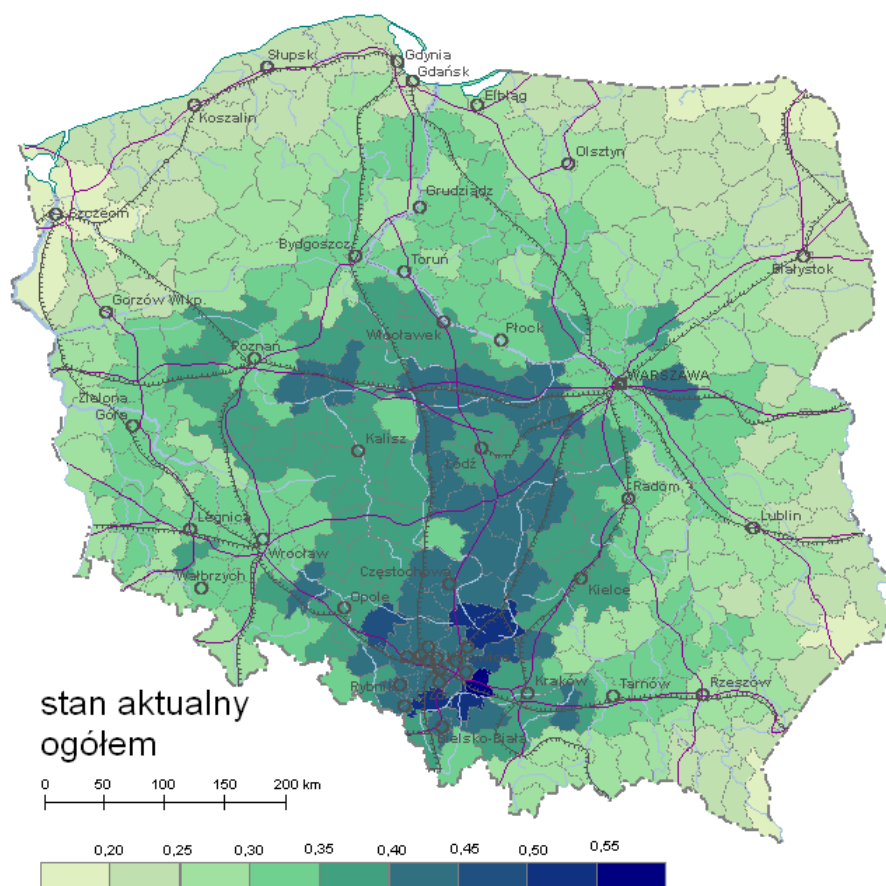 Słupsk
Gdynia
Gdańsk
Elbląg
Koszalin
Olsztyn
Szczecin
Grudziądz
Bydgoszcz
Toruń
Białystok
Gorzów Wlkp.
Włocławek
Płock
Poznań
WARSZAWA
Zielona
Góra
Kalisz
Łódź
Radom
Legnica
Lublin
Wrocław
Częstochowa
Wałbrzych
Kielce
Opole
Rybnik
Kraków
Tarnów
Rzeszów
Bielsko-Biała
stan aktualny
ogółem
0 50 100 150 200 km
0,20 0,25 0,30 0,35 0,40 0,45 0,50 0,55